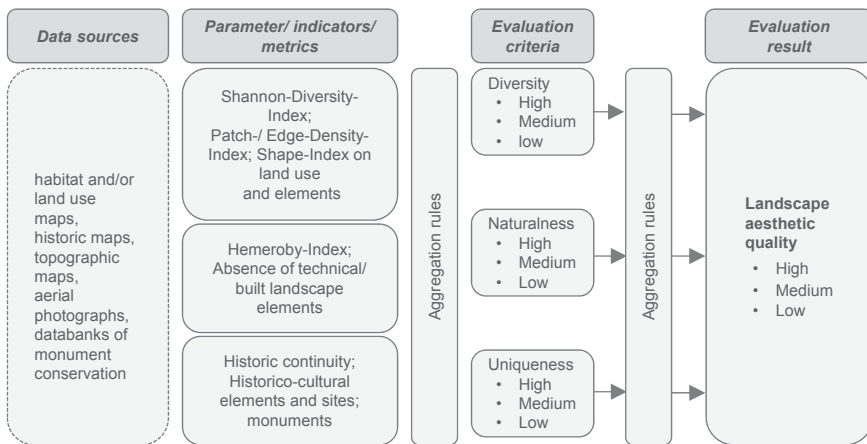 Data sources
Parameter/ indicators/
metrics
Evaluation
criteria
Evaluation
result
habitat and/or
land use
maps,
historic maps,
topographic
maps,
aerial
photographs,
databanks of
monument
conservation
Shannon-Diversity-
Index;
Patch-/ Edge-Density-
Index; Shape-Index on
land use
and elements
Hemeroby-Index;
Absence of technical/
built landscape
elements
Historic continuity;
Historico-cultural
elements and sites;
monuments
Aggregation rules
Diversity
• High
• Medium
• low
Naturalness
• High
• Medium
• Low
Uniqueness
• High
• Medium
• Low
Aggregation rules
Landscape
aesthetic
quality
• High
• Medium
• Low